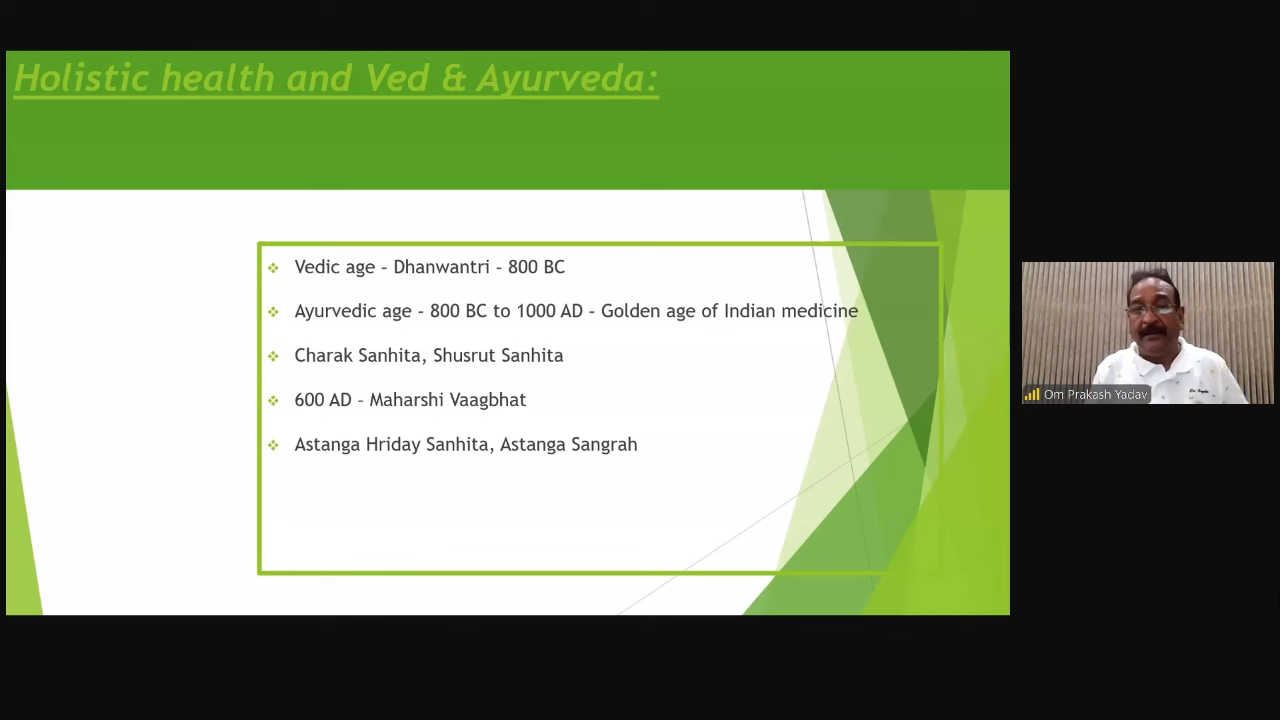 Holistic health and Ved & Ayurveda:
Vedic age - Dhanwantri - 800 BC
Ayurvedic age - 800 BC to 1000 AD - Golden age of Indian medicine
Charak Sanhita, Shusrut Sanhita
600 AD - Maharshi Vaagbhat
Astanga Hriday Sanhita, Astanga Sangrah
Om Prakash Yadav